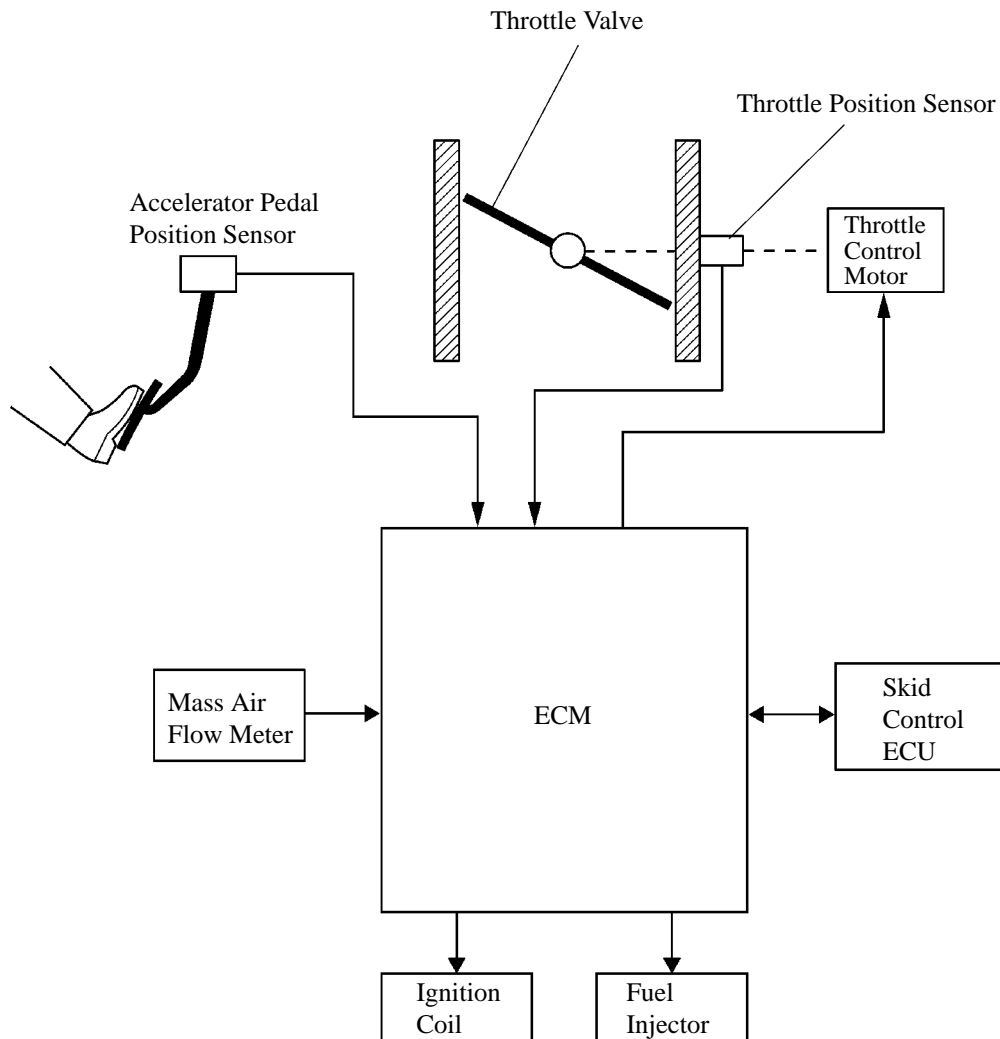 Throttle Valve
Throttle Position Sensor
Accelerator Pedal
Position Sensor
Throttle
Control
Motor
Mass Air
Flow Meter
ECM
Skid
Control
ECU
Ignition
Coil
Fuel
Injector